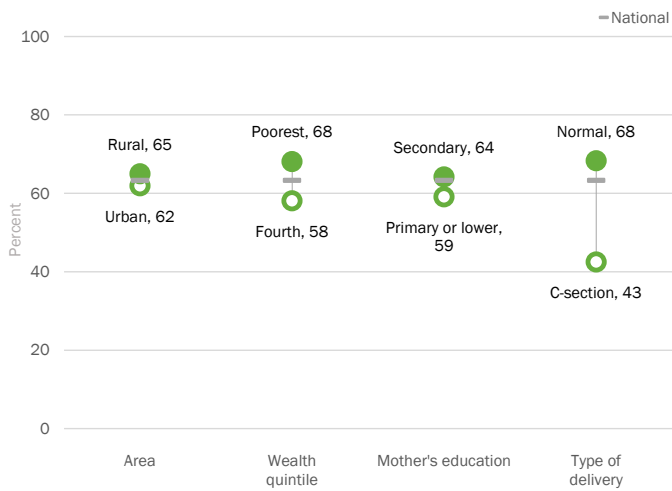 National
100
80
60
40
20
0
Percent
Rural, 65
Urban, 62
Poorest, 68
Fourth, 58
Secondary, 64
Primary or lower,
59
Normal, 68
C-section, 43
Area
Wealth
quintile
Mother's education
Type of
delivery